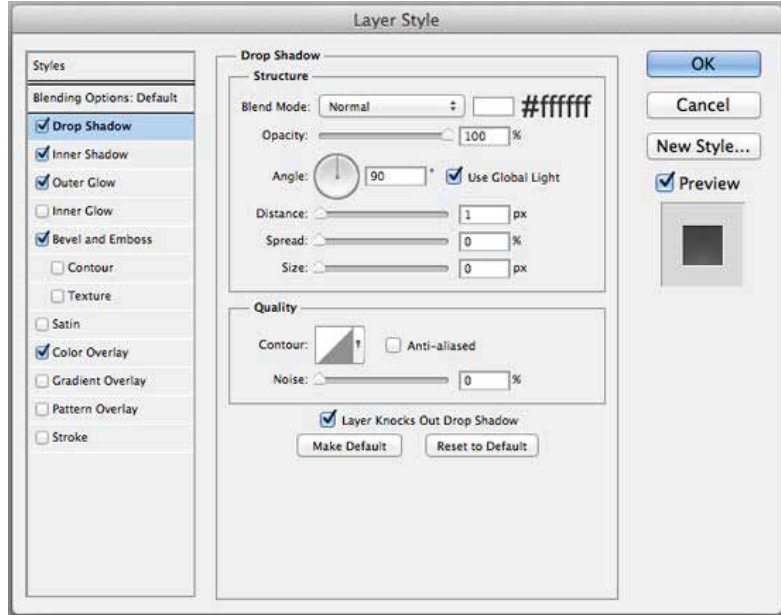 Layer Style
Styles
Blending Options: Default
Drop Shadow
Inner Shadow
Outer Glow
Inner Glow
Bevel and Emboss
Contour
Texture
Satin
Color Overlay
Gradient Overlay
Pattern Overlay
Stroke
Drop Shadow
Structure
Blend Mode: Normal #ffffff
Opacity: 100 %
Angle: 90 ° Use Global Light
Distance: 1 px
Spread: 0 %
Size: 0 px
Quality
Contour: Anti-aliased
Noise: 0 %
Layer Knocks Out Drop Shadow
Make Default Reset to Default
OK
Cancel
New Style...
Preview